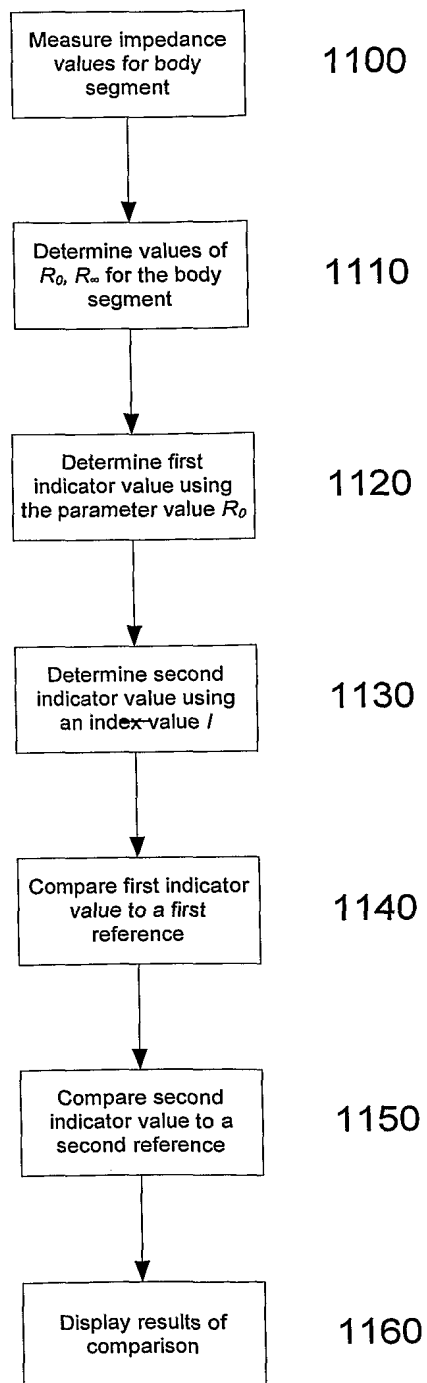 Measure impedance
values for body
segment
1100
Determine values of
R₀, R∞ for the body
segment
1110
Determine first
indicator value using
the parameter value R₀
1120
Determine second
indicator value using
an index value I
1130
Compare first indicator
value to a first
reference
1140
Compare second
indicator value to a
second reference
1150
Display results of
comparison
1160